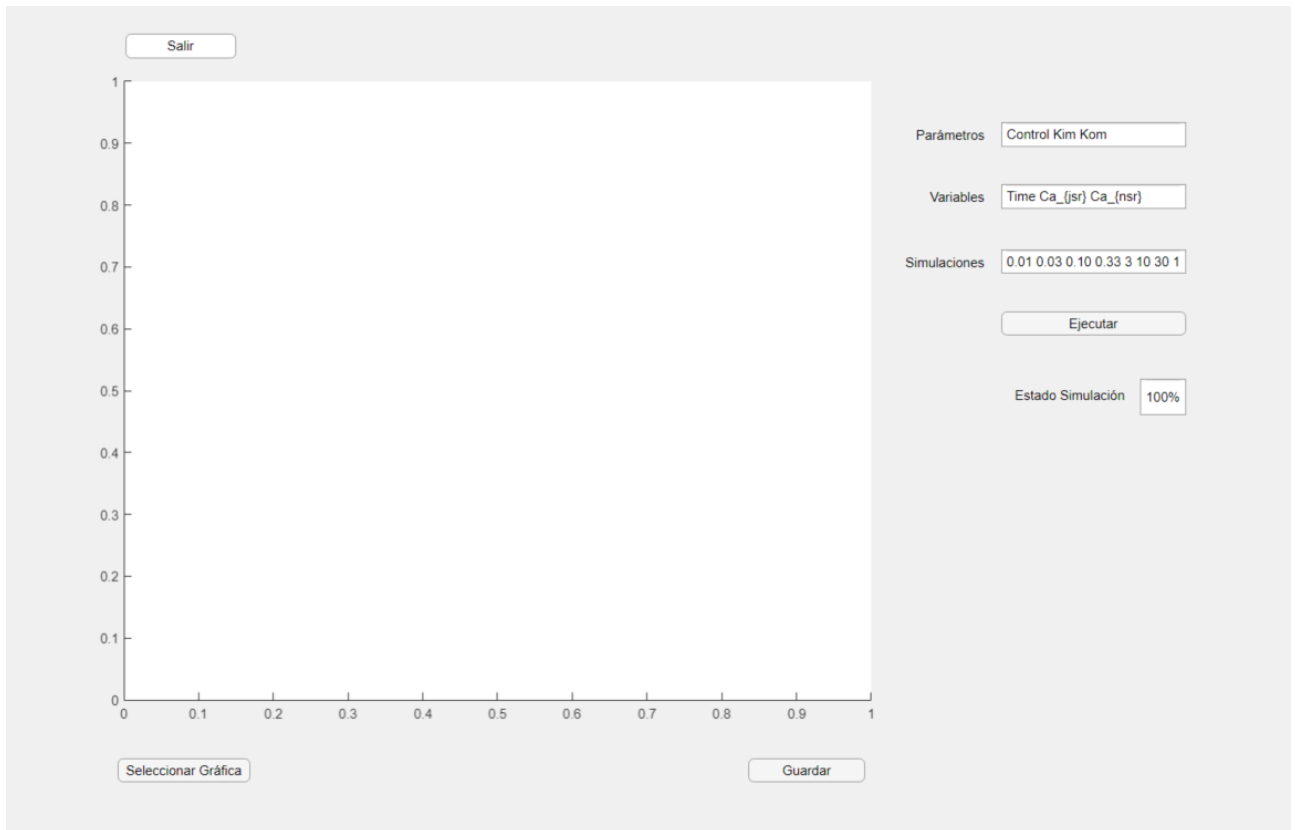 Salir
1
0.9
0.8
0.7
0.6
0.5
0.4
0.3
0.2
0.1
0
0 0.1 0.2 0.3 0.4 0.5 0.6 0.7 0.8 0.9 1
Parámetros Control Kim Kom
Variables Time Ca_{jsr} Ca_{nsr}
Simulaciones 0.01 0.03 0.10 0.33 3 10 30 1
Ejecutar
Estado Simulación 100%
Seleccionar Gráfica Guardar